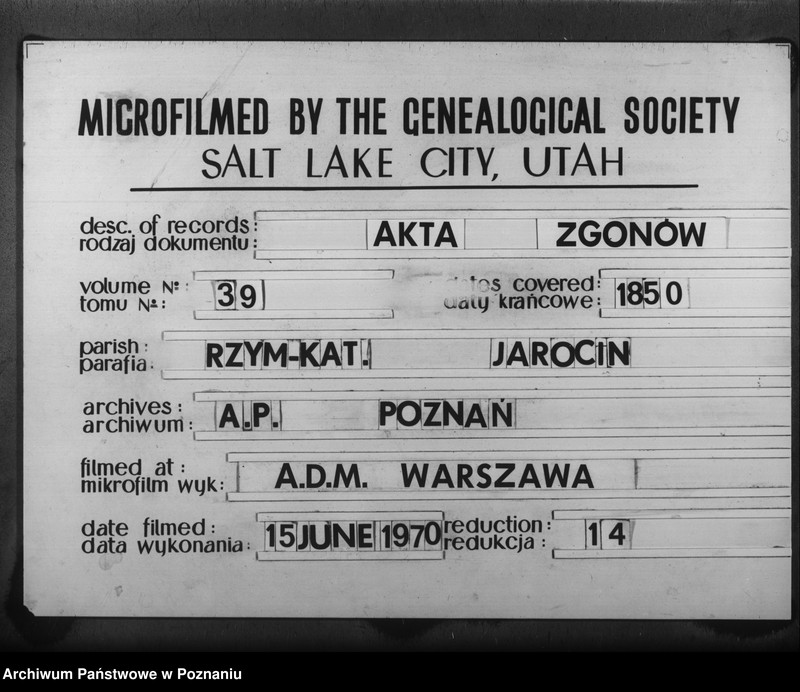 MICROFILMED BY THE GENEALOGICAL SOCIETY
SALT LAKE CITY, UTAH
desc. of records: AKTA ZGONÓW
rodzaj dokumentu:
volume №: 39 dates covered: 1850
tomu №: daty krańcowe:
parish: RZYM-KAT. JAROCIN
parafia:
archives: A.P. POZNAŃ
archiwum:
filmed at: A.D.M. WARSZAWA
mikrofilm wyk:
date filmed: 15 JUNE 1970 reduction: 14
data wykonania: redukcja:
Archiwum Państwowe w Poznaniu